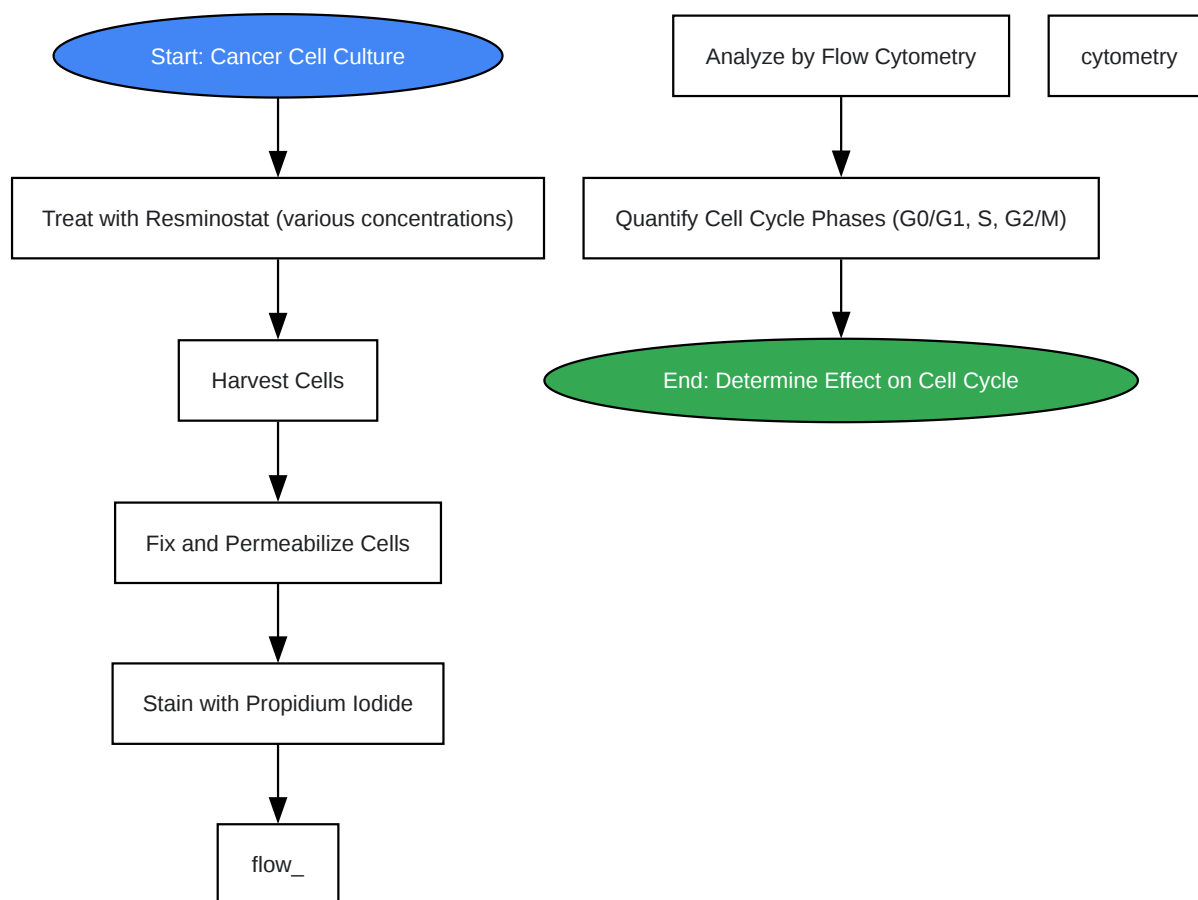 Start: Cancer Cell Culture
Treat with Resminostat (various concentrations)
Harvest Cells
Fix and Permeabilize Cells
Stain with Propidium Iodide
flow_
Analyze by Flow Cytometry
Quantify Cell Cycle Phases (G0/G1, S, G2/M)
End: Determine Effect on Cell Cycle
cytometry